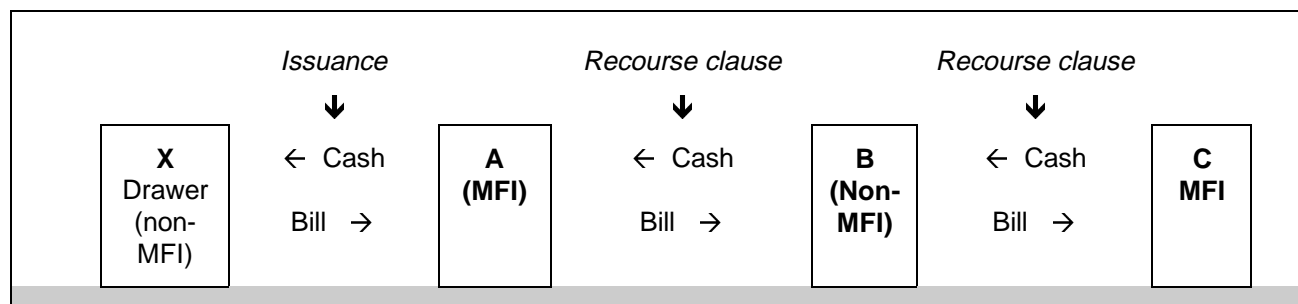 Issuance Recourse clause Recourse clause
🡻 🡻 🡻
X ← Cash A ← Cash B ← Cash C
Drawer (MFI) (Non- MFI
(non- Bill → Bill → MFI) Bill →
MFI)